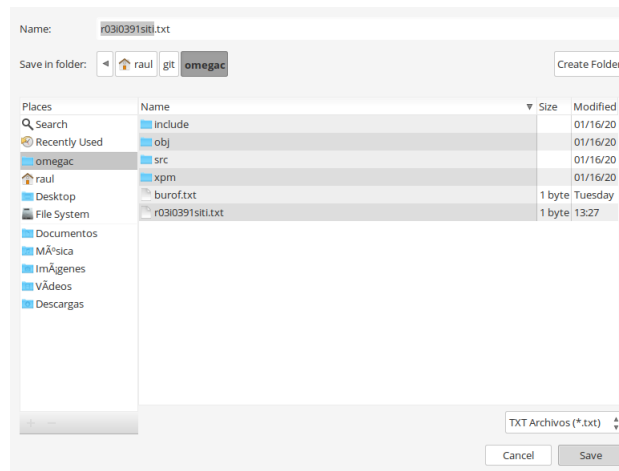 Name: r03i0391siti.txt
Save in folder: raul git omegac Create Folder
Places Name Size Modified
Search include 01/16/20
Recently Used obj 01/16/20
omegac src 01/16/20
raul xpm 01/16/20
Desktop burof.txt 1 byte Tuesday
File System r03i0391siti.txt 1 byte 13:27
Documentos
MÃºsica
ImÃ¡genes
VÃ­deos
Descargas
TXT Archivos (*.txt)
Cancel Save